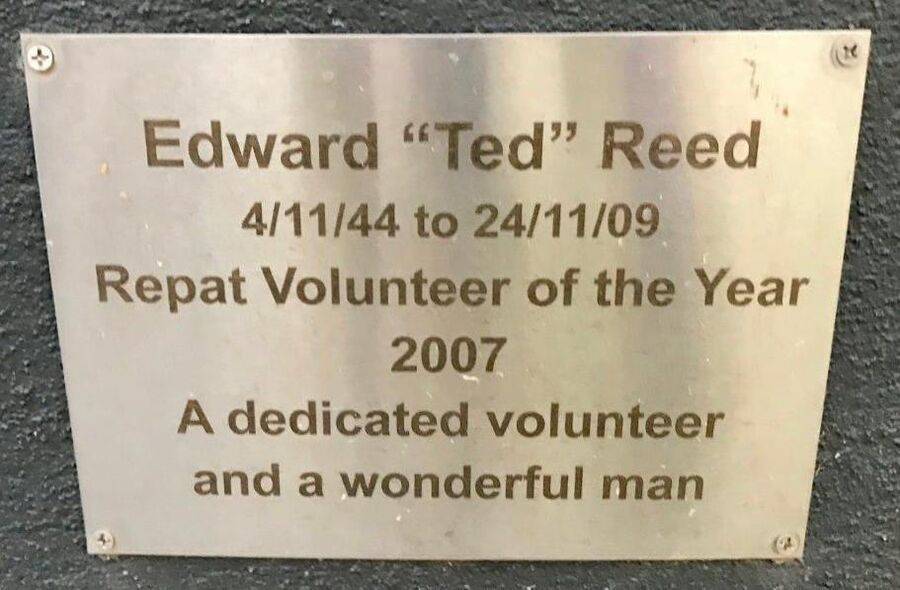 Edward “Ted” Reed
4/11/44 to 24/11/09
Repat Volunteer of the Year
2007
A dedicated volunteer
and a wonderful man